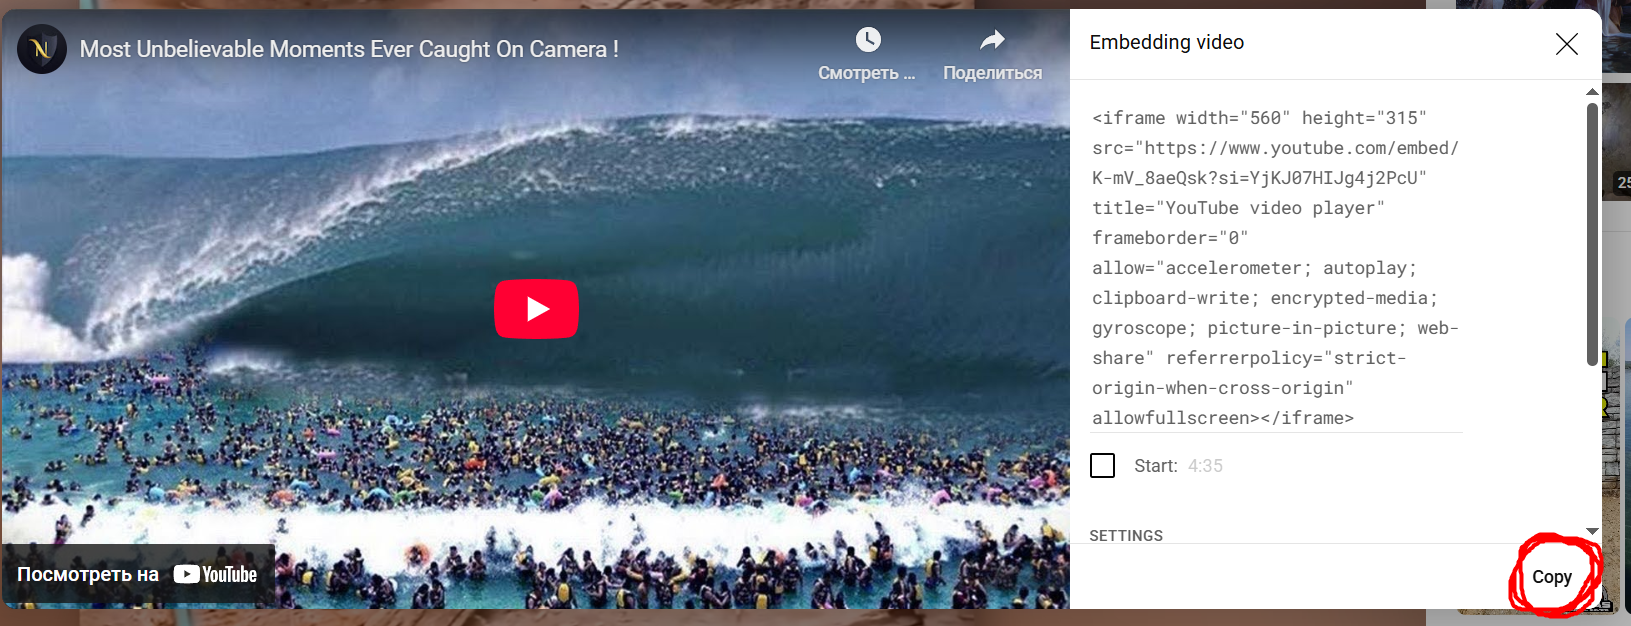 N
Most Unbelievable Moments Ever Caught On Camera !
Смотреть ...
Поделиться
Посмотреть на YouTube
Embedding video
<iframe width="560" height="315"
src="https://www.youtube.com/embed/
K-mV_8aeQsk?si=YjKJ07HIJg4j2PcU"
title="YouTube video player"
frameborder="0"
allow="accelerometer; autoplay;
clipboard-write; encrypted-media;
gyroscope; picture-in-picture; web-
share" referrerpolicy="strict-
origin-when-cross-origin"
allowfullscreen></iframe>
Start: 4:35
SETTINGS
Copy